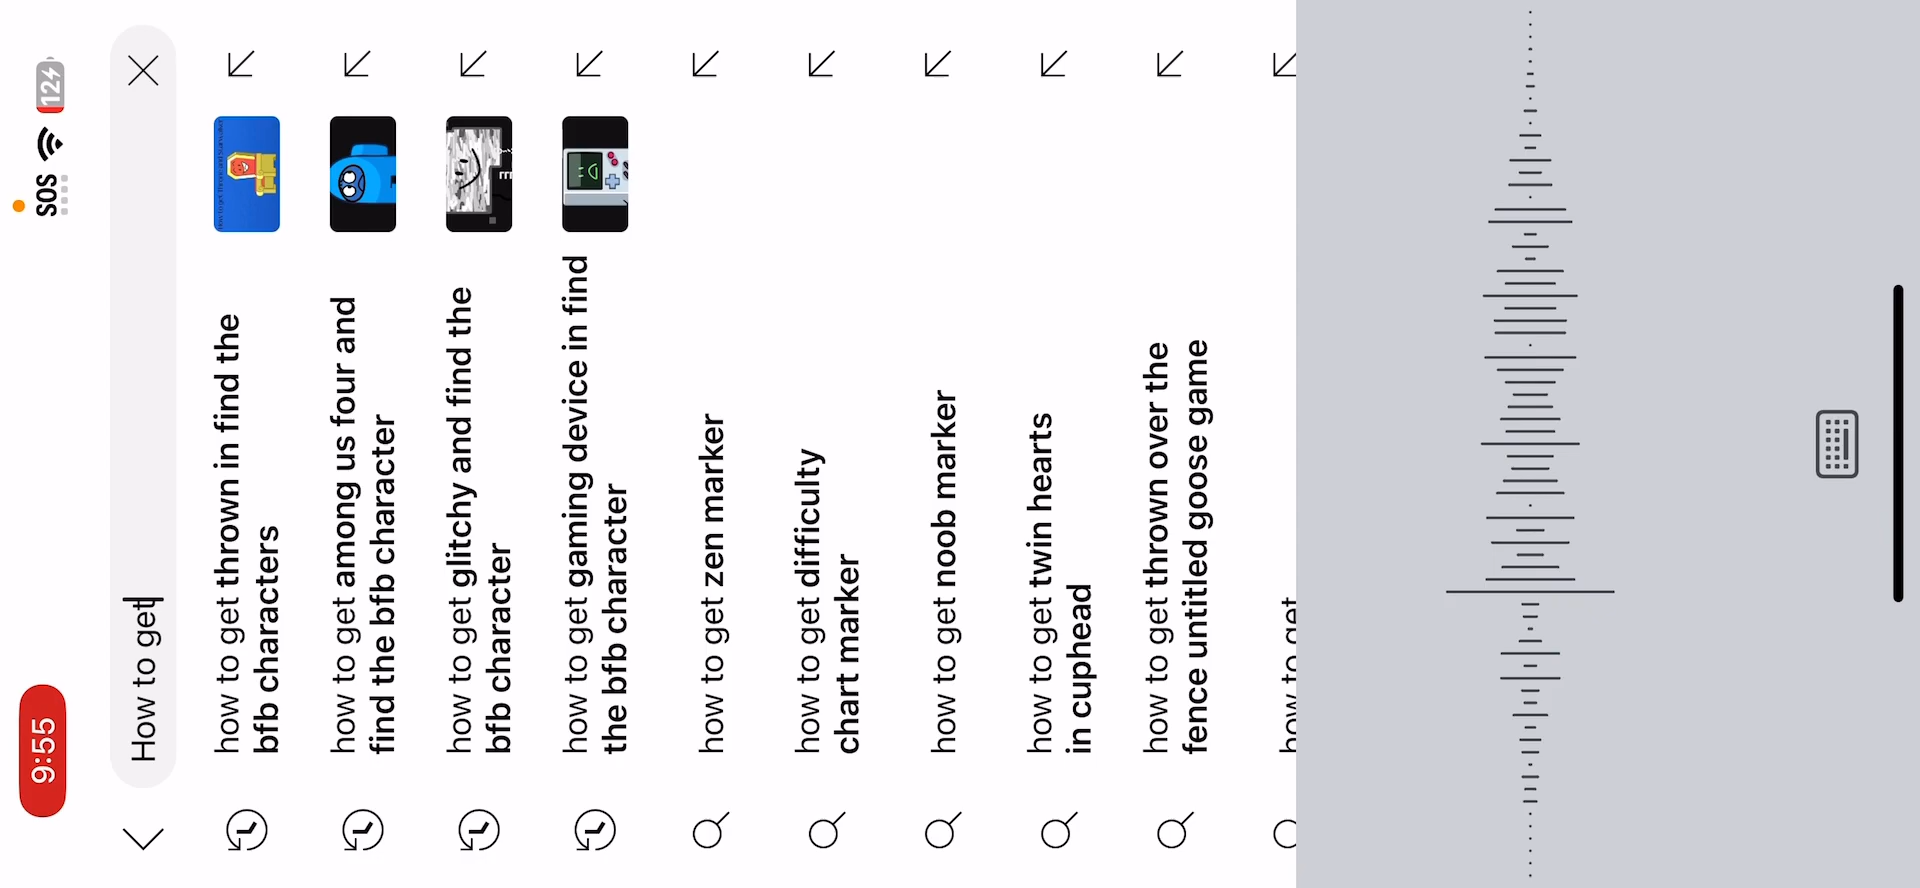 9:55
SOS
12
How to get
how to get thrown in find the
bfb characters
how to get among us four and
find the bfb character
how to get glitchy and find the
bfb character
how to get gaming device in find
the bfb character
how to get zen marker
how to get difficulty
chart marker
how to get noob marker
how to get twin hearts
in cuphead
how to get thrown over the
fence untitled goose game
how to get